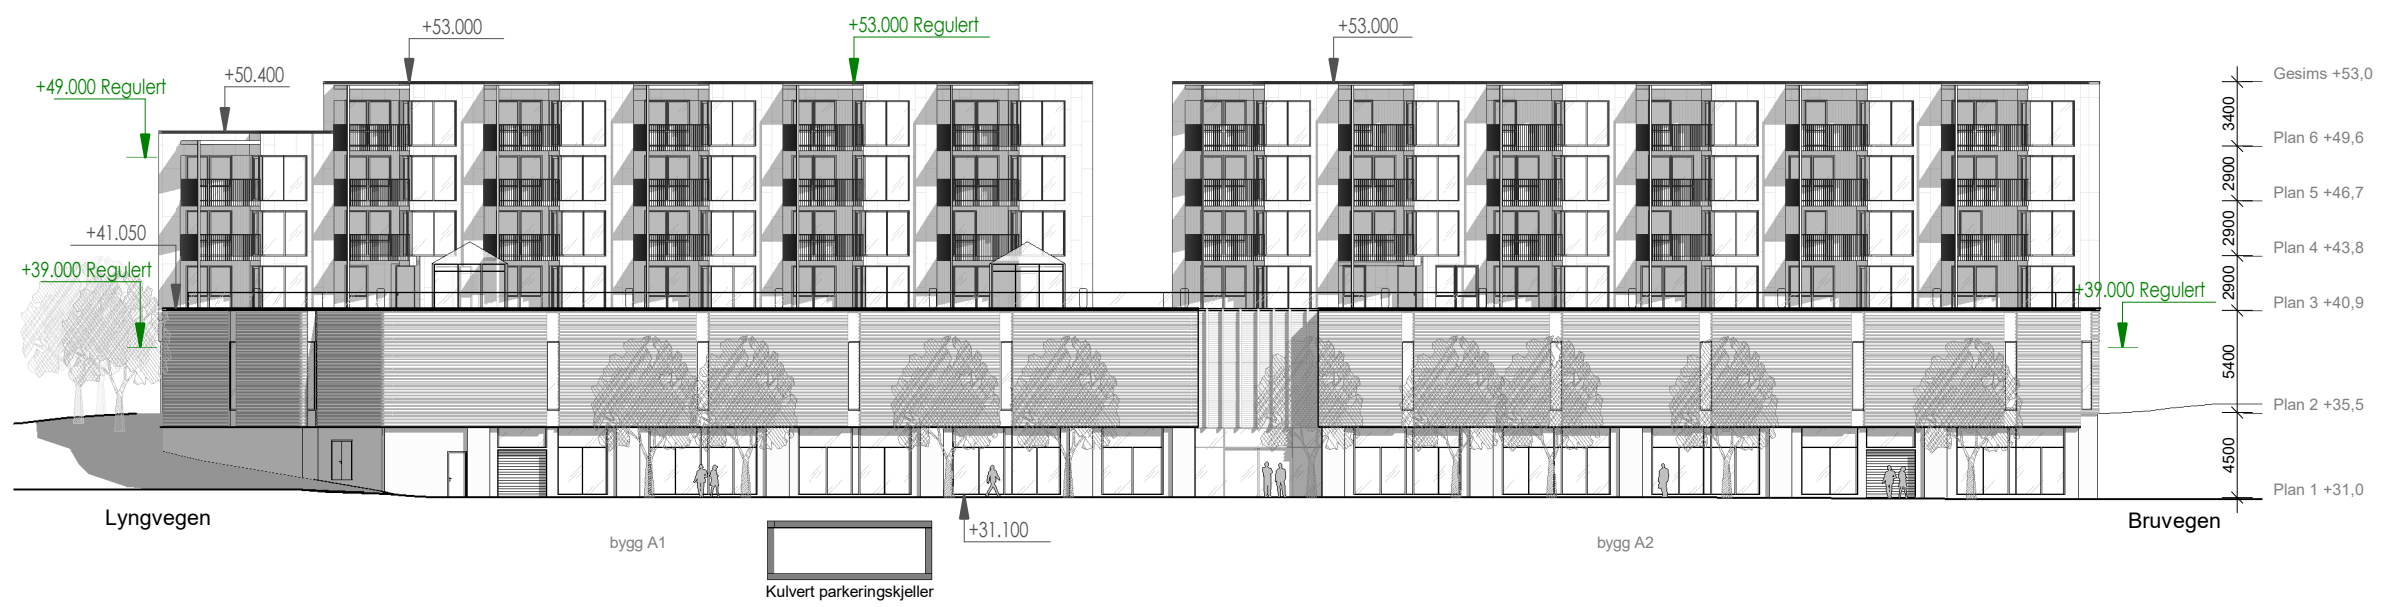 +53.000
+53.000 Regulert
+53.000
+50.400
+49.000 Regulert
+41.050
+39.000 Regulert
+39.000 Regulert
Gesims +53,0
3400
Plan 6 +49,6
2900
Plan 5 +46,7
2900
Plan 4 +43,8
2900
Plan 3 +40,9
5400
Plan 2 +35,5
4500
Plan 1 +31,0
Lyngvegen
Bruvegen
+31.100
bygg A1
bygg A2
Kulvert parkeringskjeller